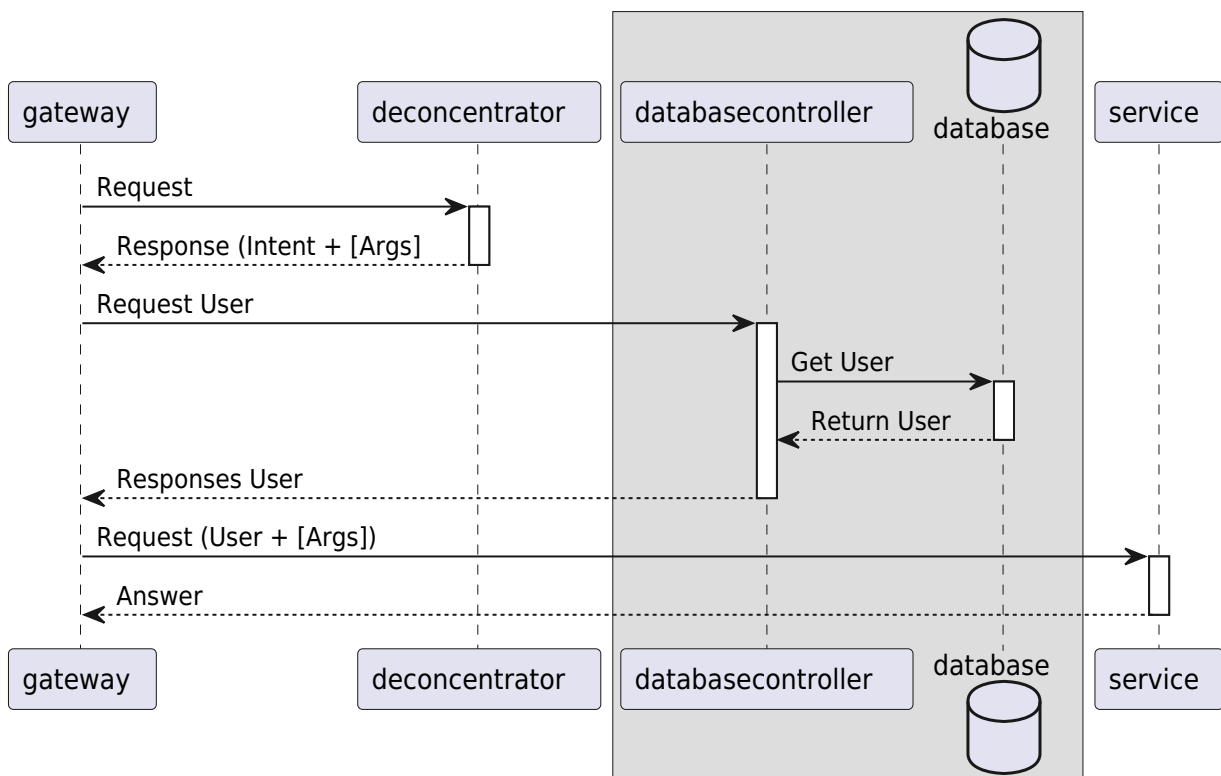 gateway
deconcentrator
databasecontroller
database
service
Request
Response (Intent + [Args]
Request User
Get User
Return User
Responses User
Request (User + [Args])
Answer
gateway
deconcentrator
databasecontroller
database
service